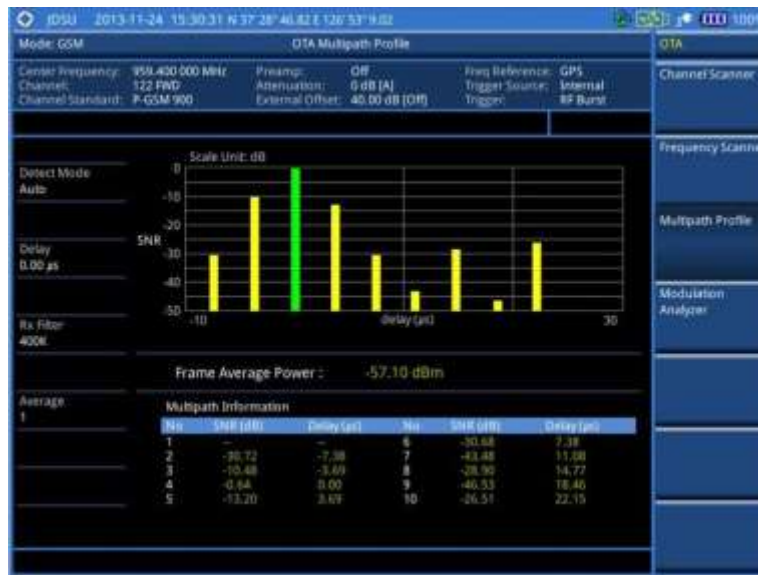 JDSU 2013-11-24 15:30:31 N 37° 28' 46.82 E 126° 53' 9.02 100%
Mode: GSM OTA Multipath Profile OTA
Center Frequency: 959.400 000 MHz Preamp: Off Freq Reference: GPS
Channel: 122 FWD Attenuation: 0 dB [A] Trigger Source: Internal
Channel Standard: P-GSM 900 External Offset: 40.00 dB [Off] Trigger: RF Burst
Channel Scanner
Frequency Scanne
Multipath Profile
Modulation
Analyzer
Detect Mode
Auto
Delay
0.00 µs
Rx Filter
400K
Average
1
Scale Unit: dB
0
-10
-20
SNR
-30
-40
-50
-10 delay (µs) 30
Frame Average Power : -57.10 dBm
Multipath Information
No SNR (dB) Delay (µs) No SNR (dB) Delay (µs)
1 -- -- 6 -30.68 7.38
2 -30.72 -7.38 7 -43.48 11.08
3 -10.48 -3.69 8 -28.90 14.77
4 -0.64 0.00 9 -46.53 18.46
5 -13.20 3.69 10 -26.51 22.15